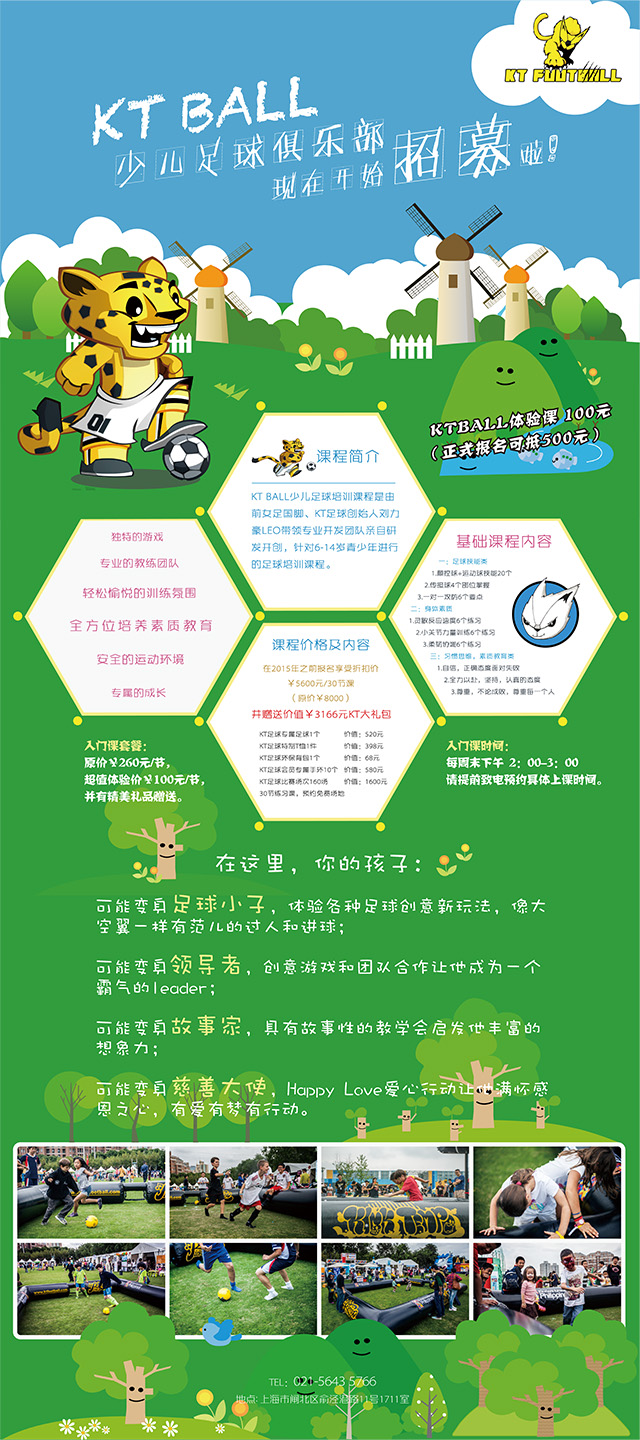 KT FOOTBALL
KT BALL
少儿足球俱乐部
现在开始招募啦!
01
KTBALL体验课 100元
(正式报名可抵500元)
课程简介
KT BALL少儿足球培训课程是由
前女足国脚、KT足球创始人刘力
豪LEO带领专业开发团队亲自研
发开创,针对6-14岁青少年进行
的足球培训课程。
独特的游戏
专业的教练团队
轻松愉悦的训练氛围
全方位培养素质教育
安全的运动环境
专属的成长
基础课程内容
一:足球技能类
1.颠控球+运动球技能20个
2.传接球4个部位掌握
3.一对一攻防6个要点
二:身体素质
1.灵敏反应速度6个练习
2.小关节力量训练6个练习
3.柔韧约第6个练习
三:习惯思维,素质教育类
1.自信,正确态度面对失败
2.全力以赴,坚持,认真的态度
3.尊重,不论成败,尊重每一个人
课程价格及内容
在2015年之前报名享受折扣价
¥5600元/30节课
(原价¥8000)
并赠送价值¥3166元KT大礼包
KT足球专属足球1个 价值:520元
KT足球特制T恤1件 价值:398元
KT足球环保背包1个 价值:68元
KT足球会员专属手环10个 价值:580元
KT足球比赛场次160场 价值:1600元
30节练习课,预约免费场地
入门课套餐:
原价¥260元/节,
超值体验价¥100元/节,
并有精美礼品赠送。
入门课时间:
每周末下午 2:00-3:00
请提前致电预约具体上课时间。
在这里,你的孩子:
可能变身足球小子,体验各种足球创意新玩法,像大
空翼一样有范儿的过人和进球;
可能变身领导者,创意游戏和团队合作让他成为一个
霸气的leader;
可能变身故事家,具有故事性的教学会启发他丰富的
想象力;
可能变身慈善大使,Happy Love爱心行动让他满怀感
恩之心,有爱有梦有行动。
TEL:021-5643 5766
地址:上海市闸北区俞泾港路11号1711室